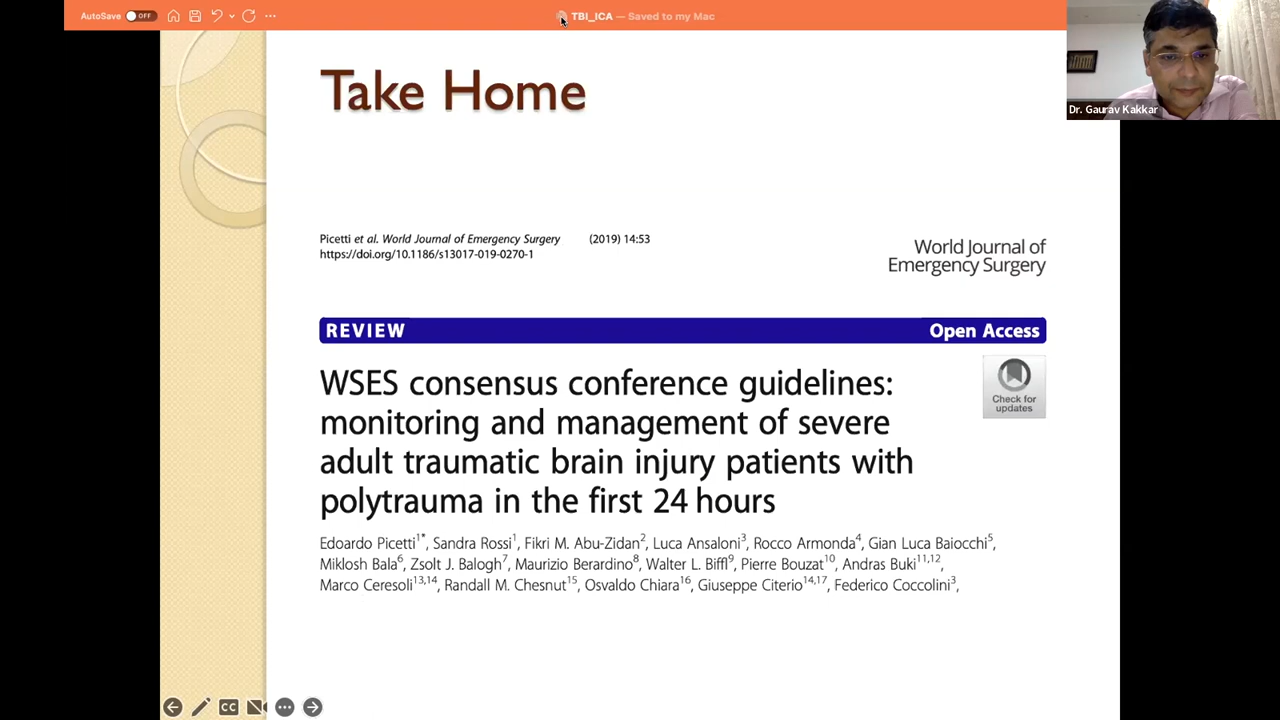 AutoSave OFF
TBI_ICA — Saved to my Mac
Dr. Gaurav Kakkar
Take Home
Picetti et al. World Journal of Emergency Surgery (2019) 14:53
https://doi.org/10.1186/s13017-019-0270-1
World Journal of
Emergency Surgery
REVIEW Open Access
Check for
updates
WSES consensus conference guidelines:
monitoring and management of severe
adult traumatic brain injury patients with
polytrauma in the first 24 hours
Edoardo Picetti1*, Sandra Rossi1, Fikri M. Abu-Zidan2, Luca Ansaloni3, Rocco Armonda4, Gian Luca Baiocchi5,
Miklosh Bala6, Zsolt J. Balogh7, Maurizio Berardino8, Walter L. Biffl9, Pierre Bouzat10, Andras Buki11,12,
Marco Ceresoli13,14, Randall M. Chesnut15, Osvaldo Chiara16, Giuseppe Citerio14,17, Federico Coccolini3,
CC